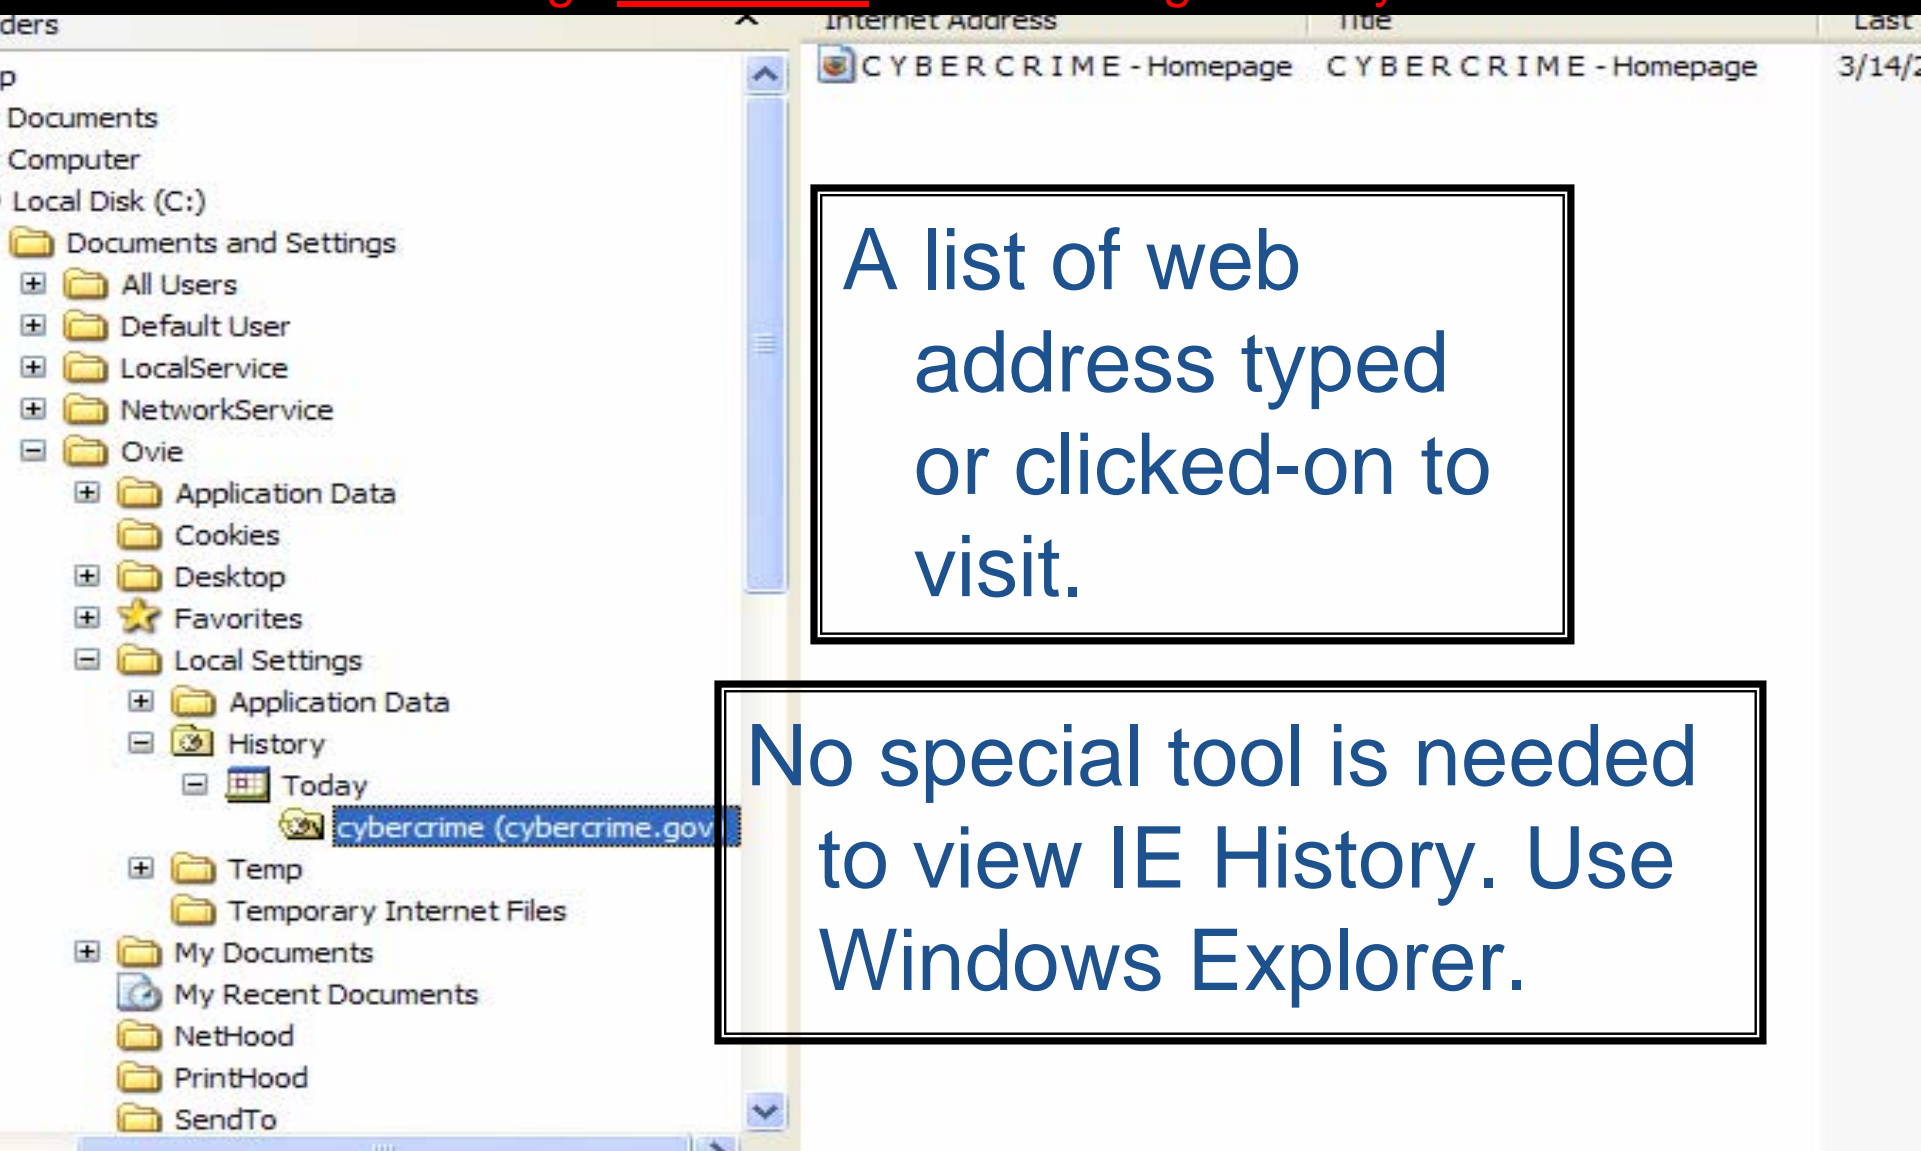 Internet Address Title Last
C Y B E R C R I M E - Homepage C Y B E R C R I M E - Homepage 3/14/2
Documents
Computer
Local Disk (C:)
Documents and Settings
All Users
Default User
LocalService
NetworkService
Ovie
Application Data
Cookies
Desktop
Favorites
Local Settings
Application Data
History
Today
cybercrime (cybercrime.gov)
Temp
Temporary Internet Files
My Documents
My Recent Documents
NetHood
PrintHood
SendTo
A list of web
address typed
or clicked-on to
visit.
No special tool is needed
to view IE History. Use
Windows Explorer.